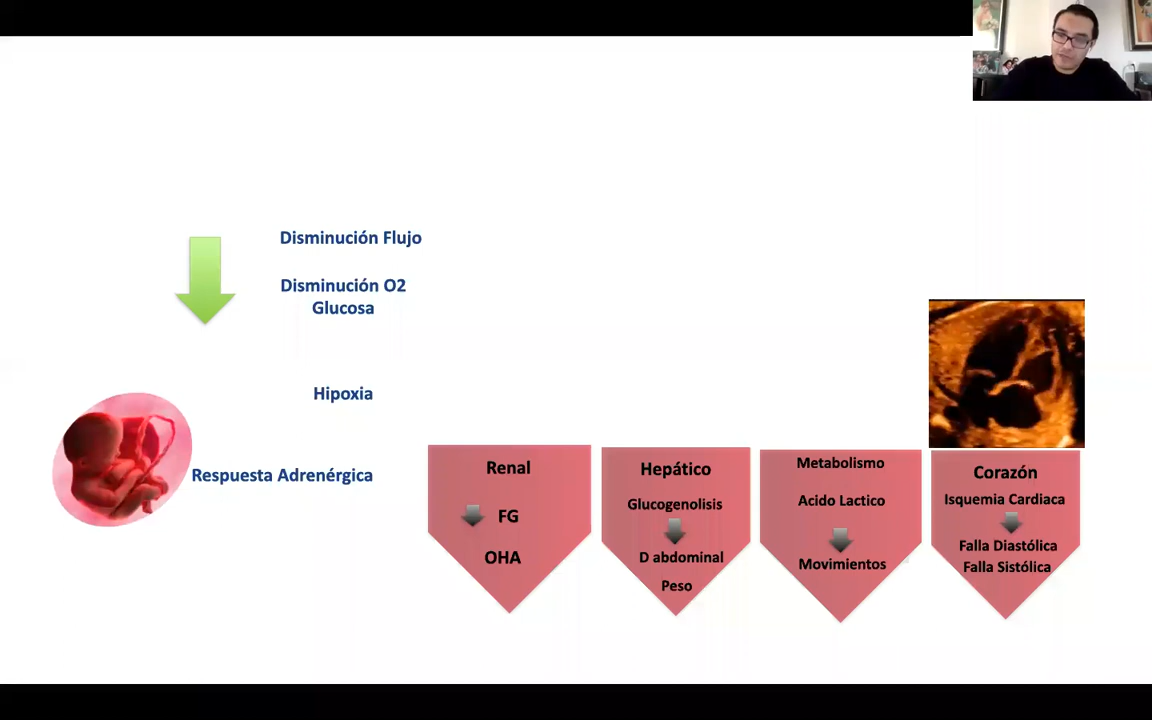 Disminución Flujo
Disminución O2
Glucosa
Hipoxia
Respuesta Adrenérgica
Renal
FG
OHA
Hepático
Glucogenolisis
D abdominal
Peso
Metabolismo
Acido Lactico
Movimientos
Corazón
Isquemia Cardiaca
Falla Diastólica
Falla Sistólica